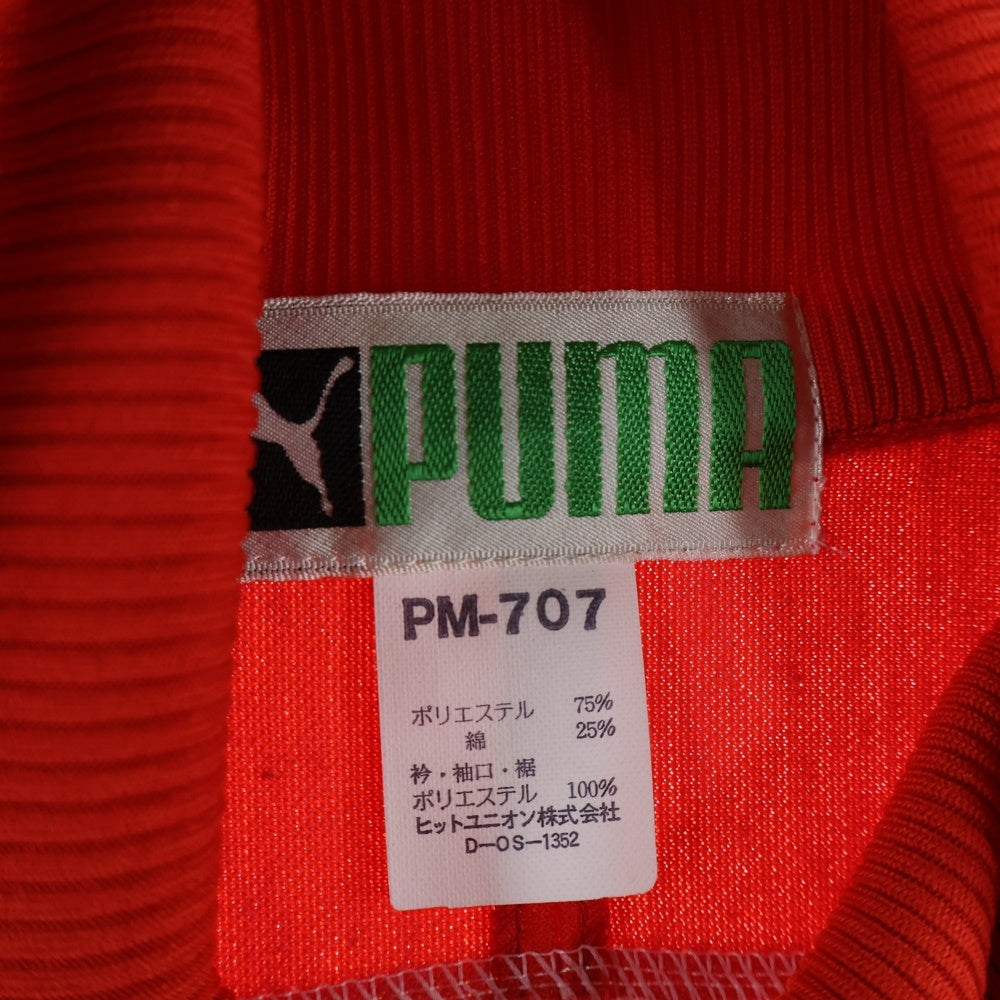 PUMA
PM-707
ポリエステル 75%
綿 25%
衿・袖口・裾
ポリエステル 100%
ヒットユニオン株式会社
D-OS-1352